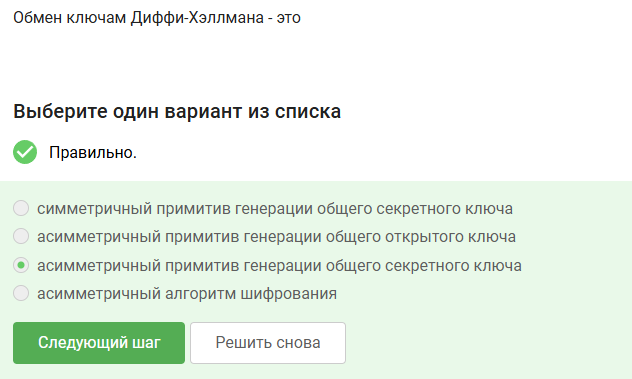 Обмен ключам Диффи-Хэллмана - это
Выберите один вариант из списка
Правильно.
симметричный примитив генерации общего секретного ключа
асимметричный примитив генерации общего открытого ключа
асимметричный примитив генерации общего секретного ключа
асимметричный алгоритм шифрования
Следующий шаг Решить снова